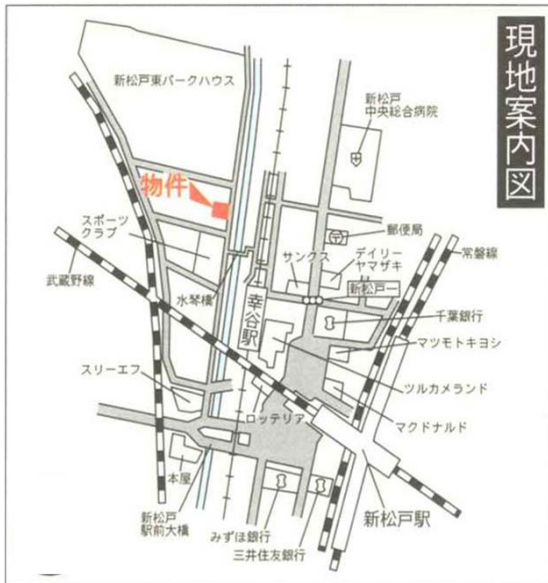 現地案内図
新松戸東パークハウス
新松戸
中央総合病院
物件
スポーツ
クラブ
武蔵野線
郵便局
サンクス
デイリー
ヤマザキ
常盤線
新松戸一
水琴橋
幸谷駅
千葉銀行
マツモトキヨシ
スリーエフ
ツルカメランド
ロッテリア
マクドナルド
本屋
新松戸
駅前大橋
みずほ銀行
三井住友銀行
新松戸駅